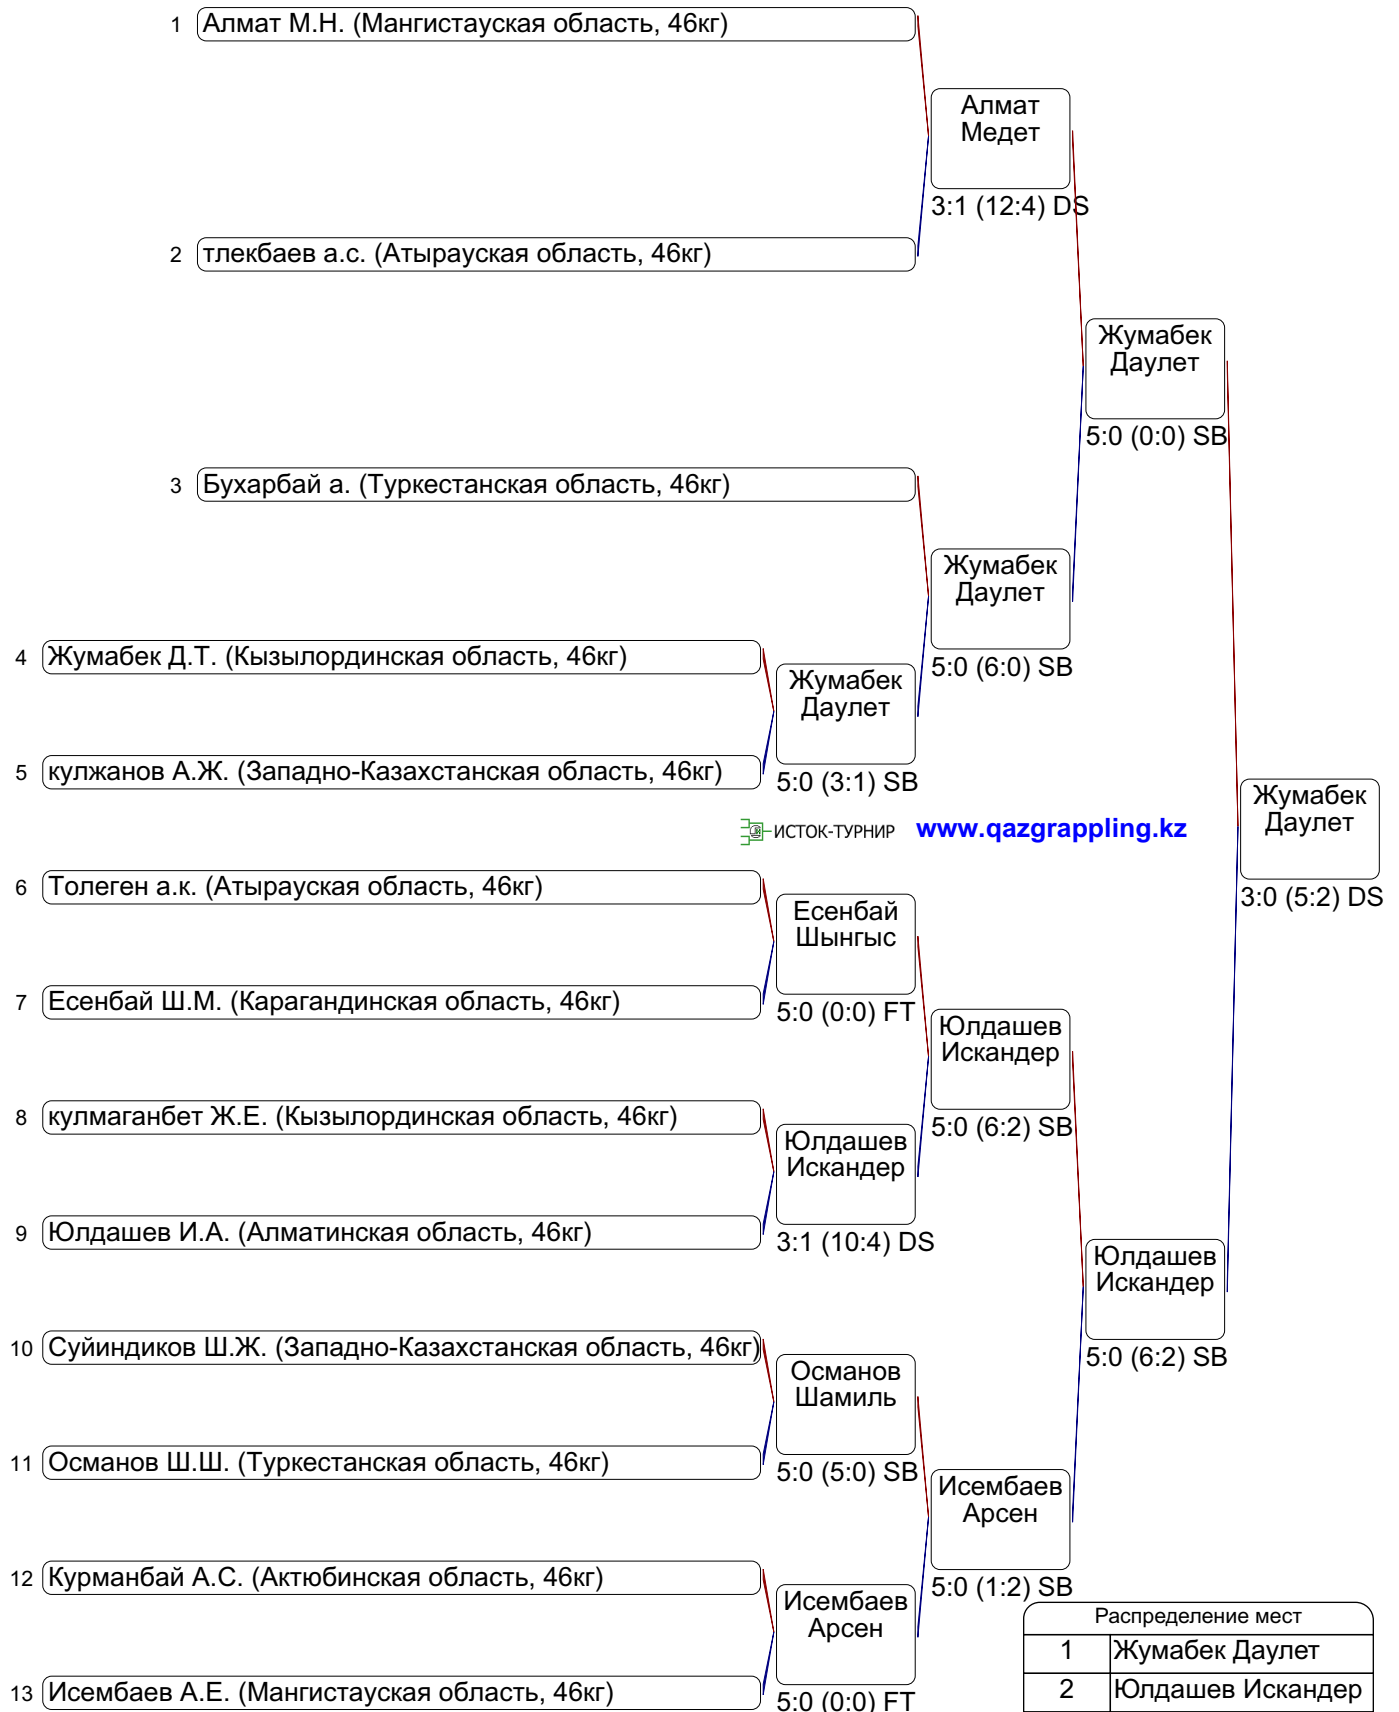 1 Алмат М.Н. (Мангистауская область, 46кг)
Алмат
Медет
3:1 (12:4) DS
2 тлекбаев а.с. (Атырауская область, 46кг)
Жумабек
Даулет
5:0 (0:0) SB
3 Бухарбай а. (Туркестанская область, 46кг)
Жумабек
Даулет
5:0 (6:0) SB
4 Жумабек Д.Т. (Кызылординская область, 46кг)
Жумабек
Даулет
5:0 (3:1) SB
5 кулжанов А.Ж. (Западно-Казахстанская область, 46кг)
Жумабек
Даулет
3:0 (5:2) DS
ИСТОК-ТУРНИР www.qazgrappling.kz
6 Толеген а.к. (Атырауская область, 46кг)
Есенбай
Шынгыс
5:0 (0:0) FT
7 Есенбай Ш.М. (Карагандинская область, 46кг)
Юлдашев
Искандер
5:0 (6:2) SB
8 кулмаганбет Ж.Е. (Кызылординская область, 46кг)
Юлдашев
Искандер
3:1 (10:4) DS
9 Юлдашев И.А. (Алматинская область, 46кг)
Юлдашев
Искандер
5:0 (6:2) SB
10 Суйиндиков Ш.Ж. (Западно-Казахстанская область, 46кг)
Османов
Шамиль
5:0 (5:0) SB
11 Османов Ш.Ш. (Туркестанская область, 46кг)
Исембаев
Арсен
5:0 (1:2) SB
12 Курманбай А.С. (Актюбинская область, 46кг)
Исембаев
Арсен
5:0 (0:0) FT
13 Исембаев А.Е. (Мангистауская область, 46кг)
Распределение мест
1 Жумабек Даулет
2 Юлдашев Искандер